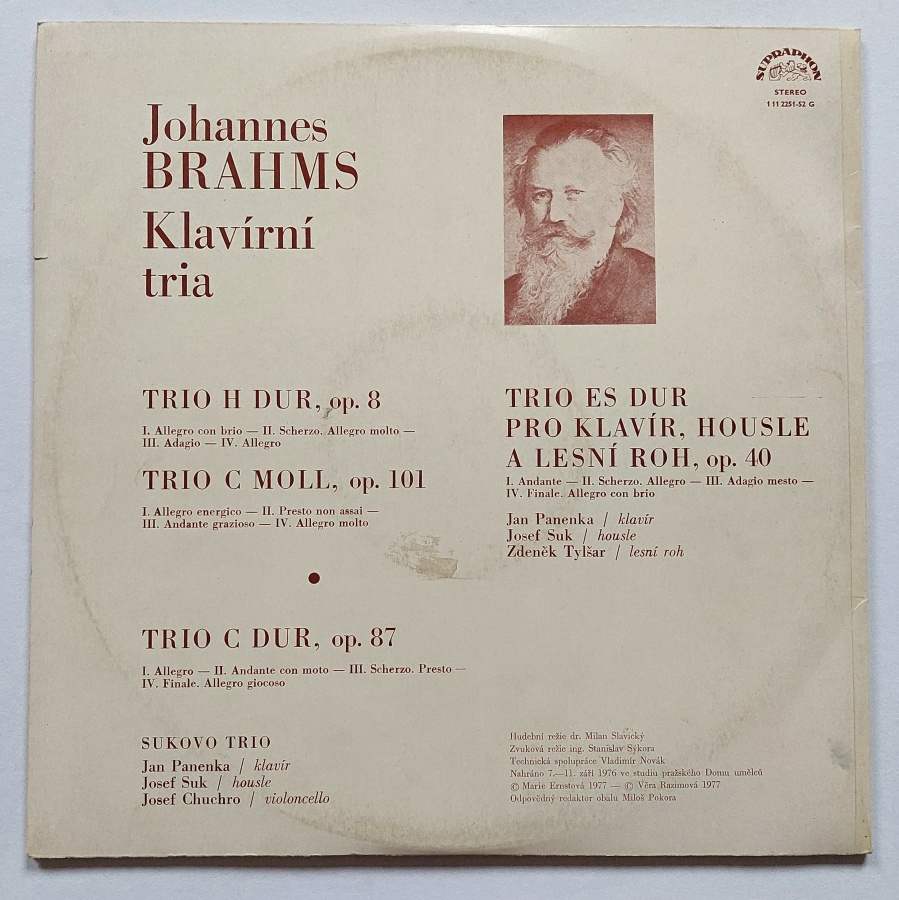 SUPRAPHON
STEREO
1 11 2251-52 G
Johannes
BRAHMS
Klavírní
tria
TRIO H DUR, op. 8
I. Allegro con brio — II. Scherzo. Allegro molto —
III. Adagio — IV. Allegro
TRIO C MOLL, op. 101
I. Allegro energico — II. Presto non assai —
III. Andante grazioso — IV. Allegro molto
TRIO C DUR, op. 87
I. Allegro — II. Andante con moto — III. Scherzo. Presto —
IV. Finale. Allegro giocoso
SUKOVO TRIO
Jan Panenka / klavír
Josef Suk / housle
Josef Chuchro / violoncello
TRIO ES DUR
PRO KLAVÍR, HOUSLE
A LESNÍ ROH, op. 40
I. Andante — II. Scherzo. Allegro — III. Adagio mesto —
IV. Finale. Allegro con brio
Jan Panenka / klavír
Josef Suk / housle
Zdeněk Tylšar / lesní roh
Hudební režie dr. Milan Slavický
Zvuková režie ing. Stanislav Sýkora
Technická spolupráce Vladimír Novák
Nahráno 7.—11. září 1976 ve studiu pražského Domu umělců
© Marie Ernstová 1977 — © Věra Razimová 1977
Odpovědný redaktor obalu Miloš Pokora